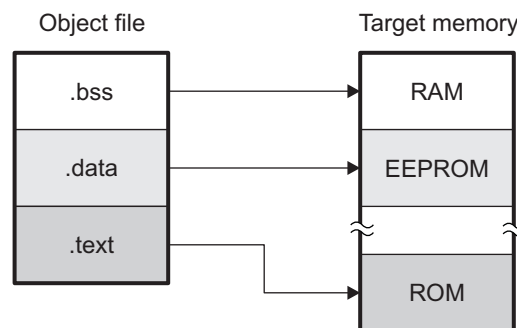 Object file
Target memory
.bss
RAM
.data
EEPROM
.text
ROM